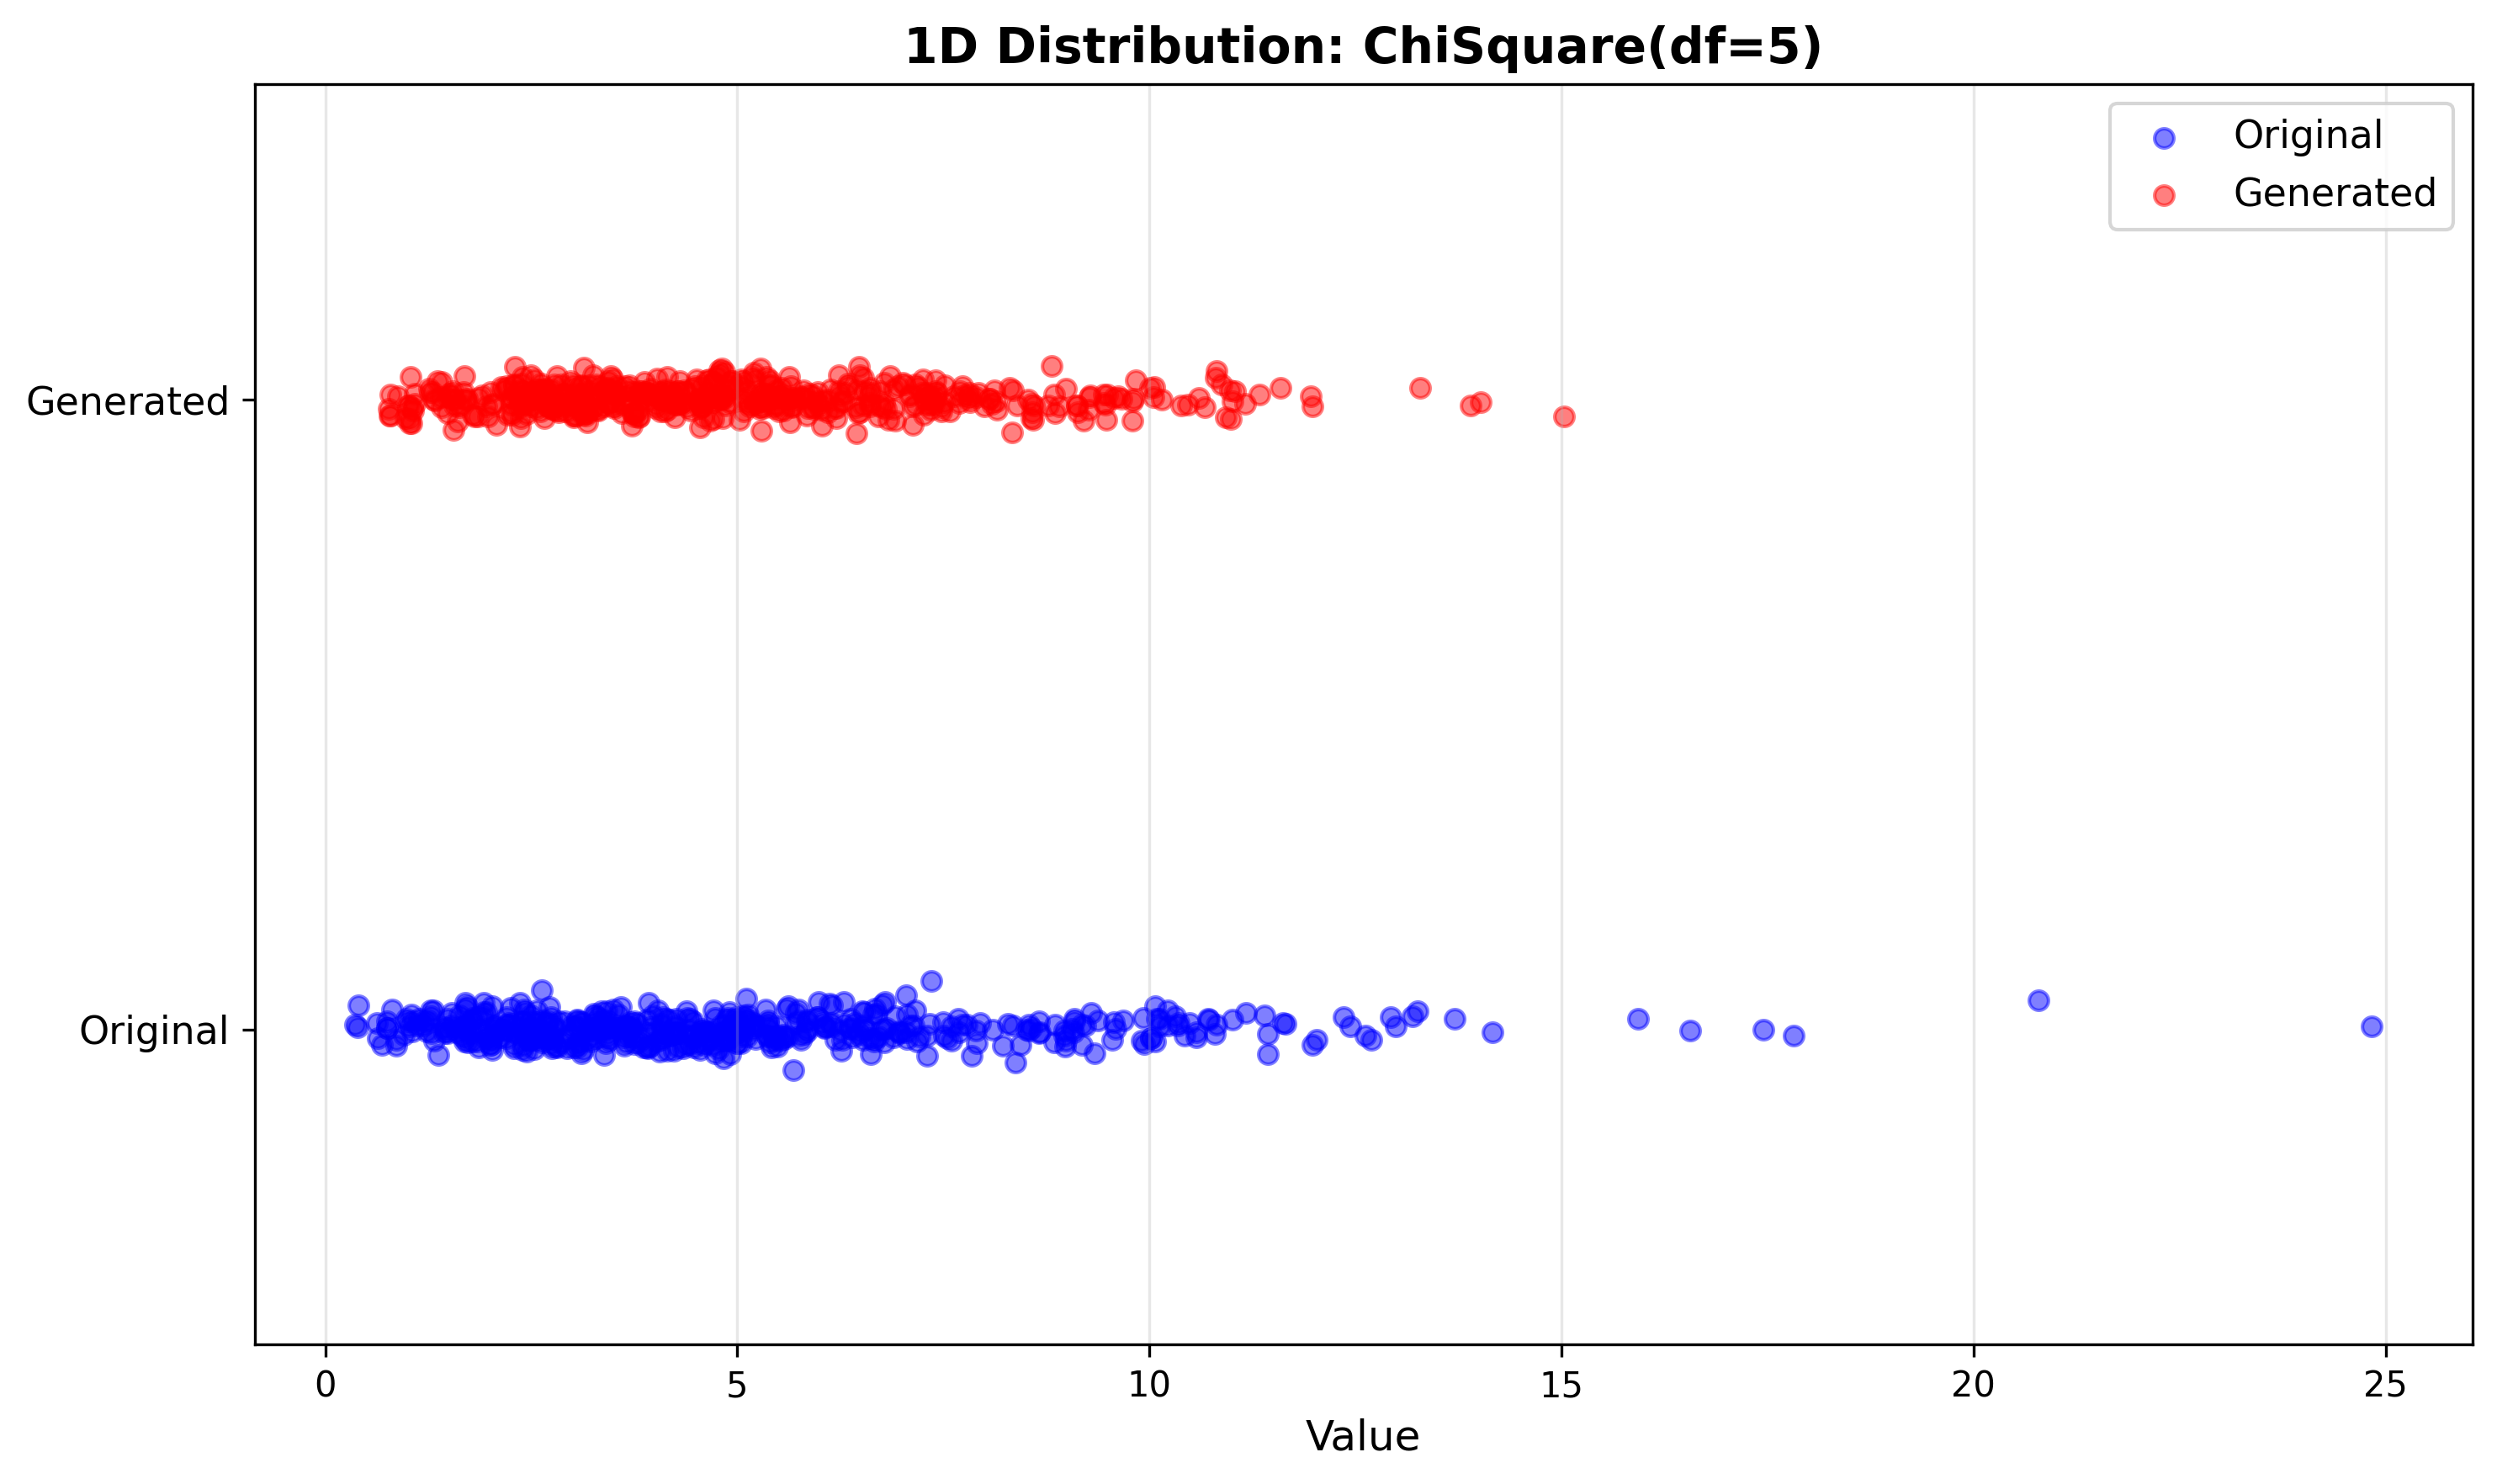 1D Distribution: ChiSquare(df=5)
Original
Generated
Generated
Original
0 5 10 15 20 25
Value